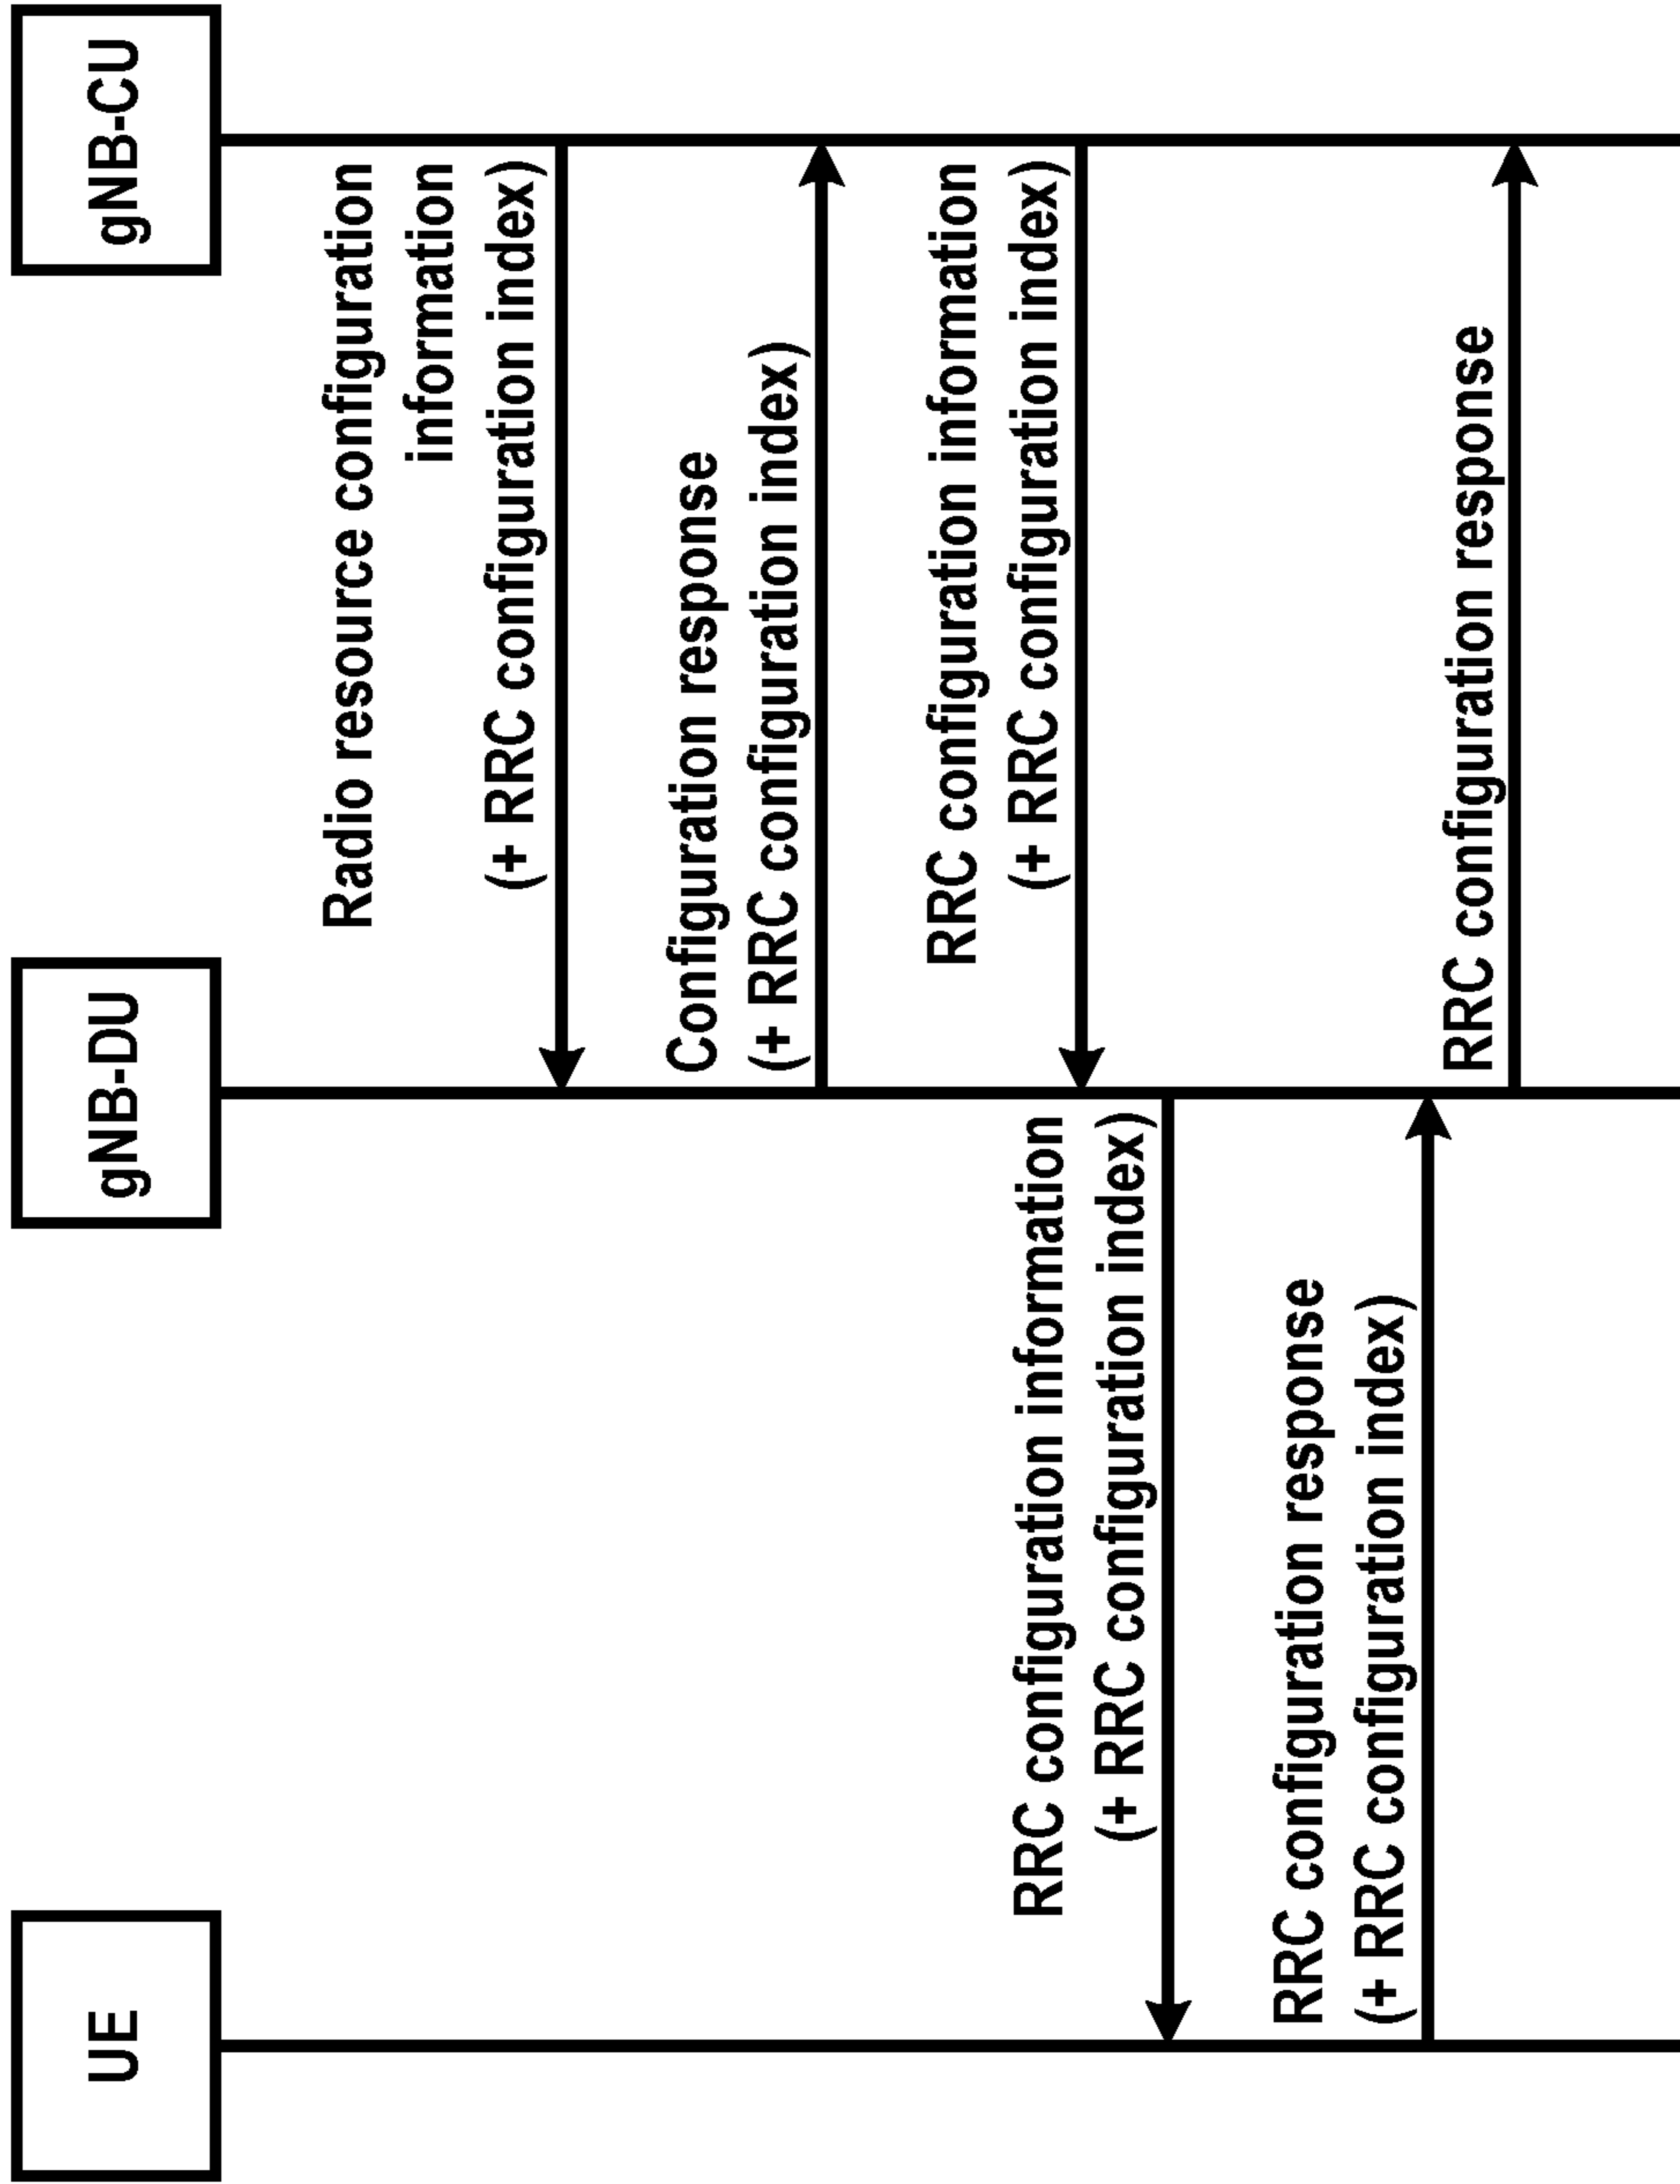 UE
gNB-DU
gNB-CU
Radio resource configuration
information
(+ RRC configuration index)
Configuration response
(+ RRC configuration index)
RRC configuration information
(+ RRC configuration index)
RRC configuration information
(+ RRC configuration index)
RRC configuration response
(+ RRC configuration index)
RRC configuration response